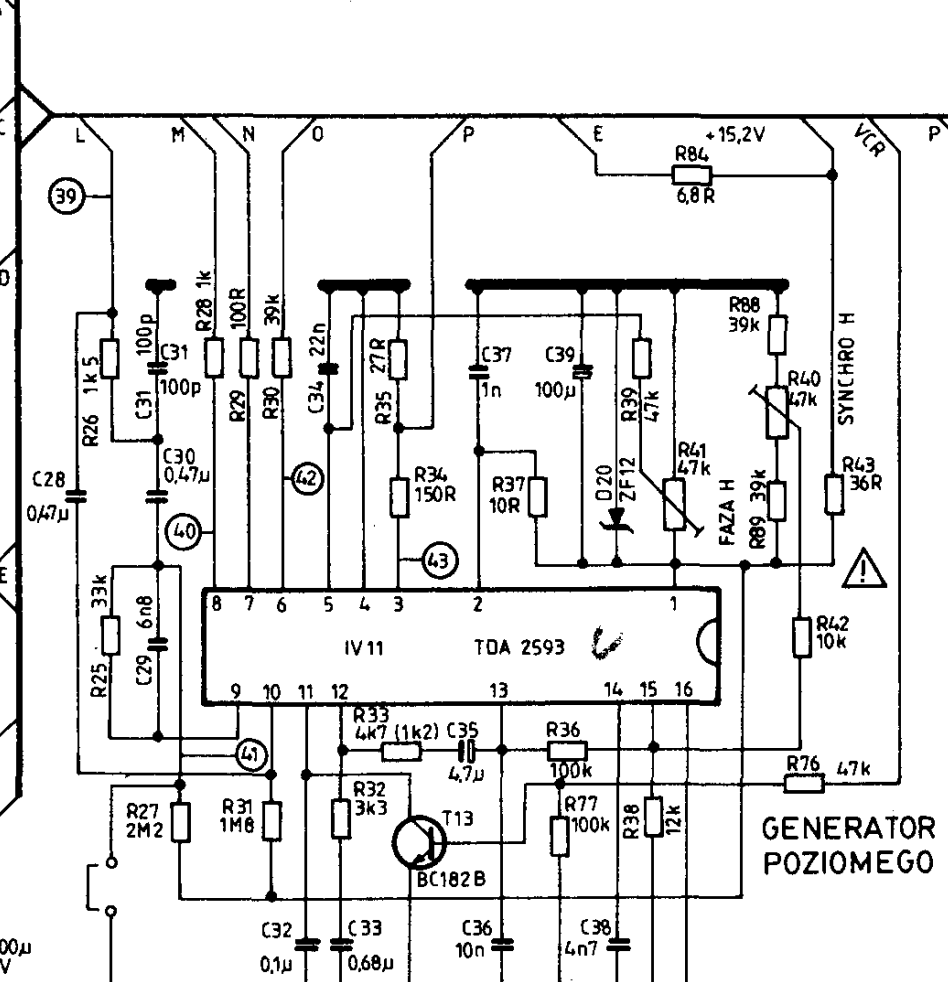 L M N O P E +15,2V VCR P
C
R84
6,8R
39
D
R28 1k
100R
39k
22n
R88
39k
100p
C31
100p
C31
1k5
R26
R29
R30
C34
27R
R35
C37
1n
C39
100µ
R39
47k
R40
47k
SYNCHRO H
C30
0,47µ
C28
0,47µ
42
R34
150R
R37
10R
D20
ZF12
R41
47k
FAZA H
39k
R89
R43
36R
40
43
!
E
33k
6n8
R25
C29
8 7 6 5 4 3 2 1
IV11 TDA 2593
R42
10k
9 10 11 12 13 14 15 16
R33
4k7 (1k2) C35
4,7µ
R36
100k
41
R76 47k
R27
2M2
R31
1M8
R32
3k3
T13
BC182B
R77
100k
R38
12k
GENERATOR
POZIOMEGO
C32
0,1µ
C33
0,68µ
C36
10n
C38
4n7
00µ
V